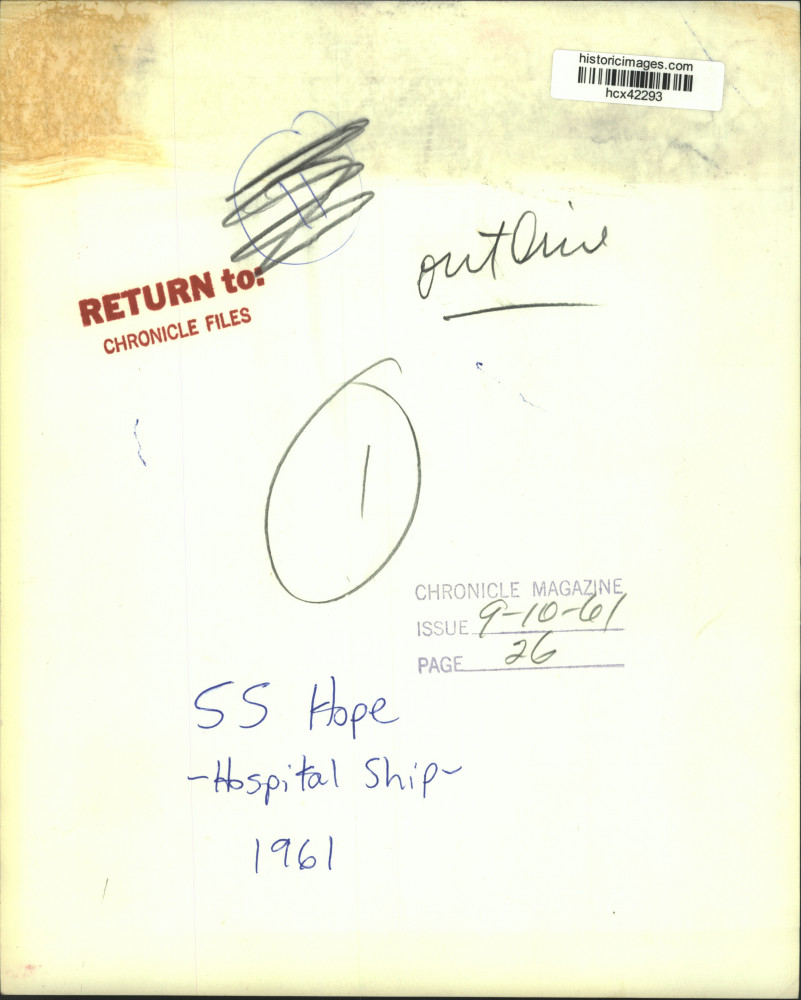 historicimages.com
hcx42293
outline
RETURN to:
CHRONICLE FILES
1
CHRONICLE MAGAZINE
ISSUE 9-10-61
PAGE 26
SS Hope
-Hospital Ship-
1961